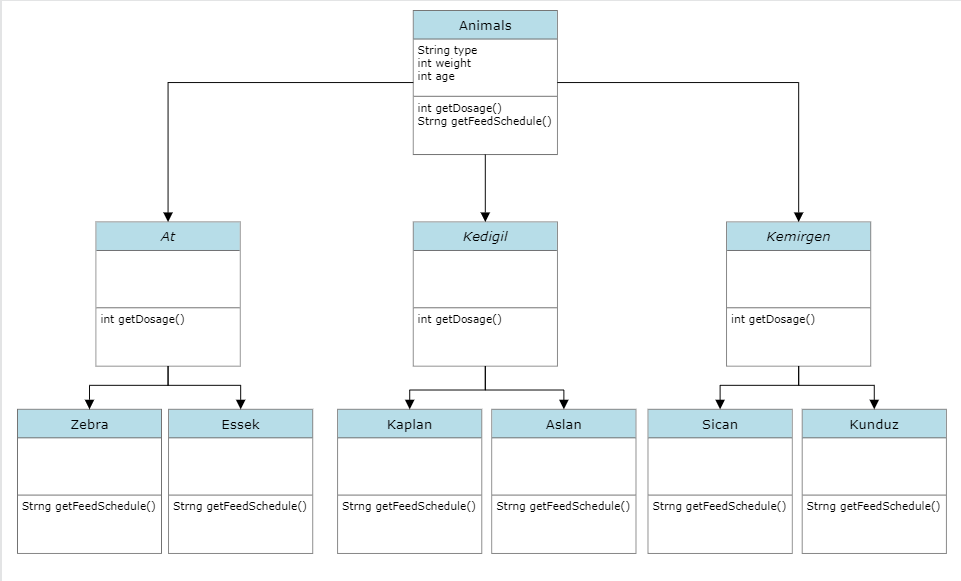 Animals
String type
int weight
int age
int getDosage()
Strng getFeedSchedule()
At
int getDosage()
Kedigil
int getDosage()
Kemirgen
int getDosage()
Zebra
Strng getFeedSchedule()
Essek
Strng getFeedSchedule()
Kaplan
Strng getFeedSchedule()
Aslan
Strng getFeedSchedule()
Sican
Strng getFeedSchedule()
Kunduz
Strng getFeedSchedule()